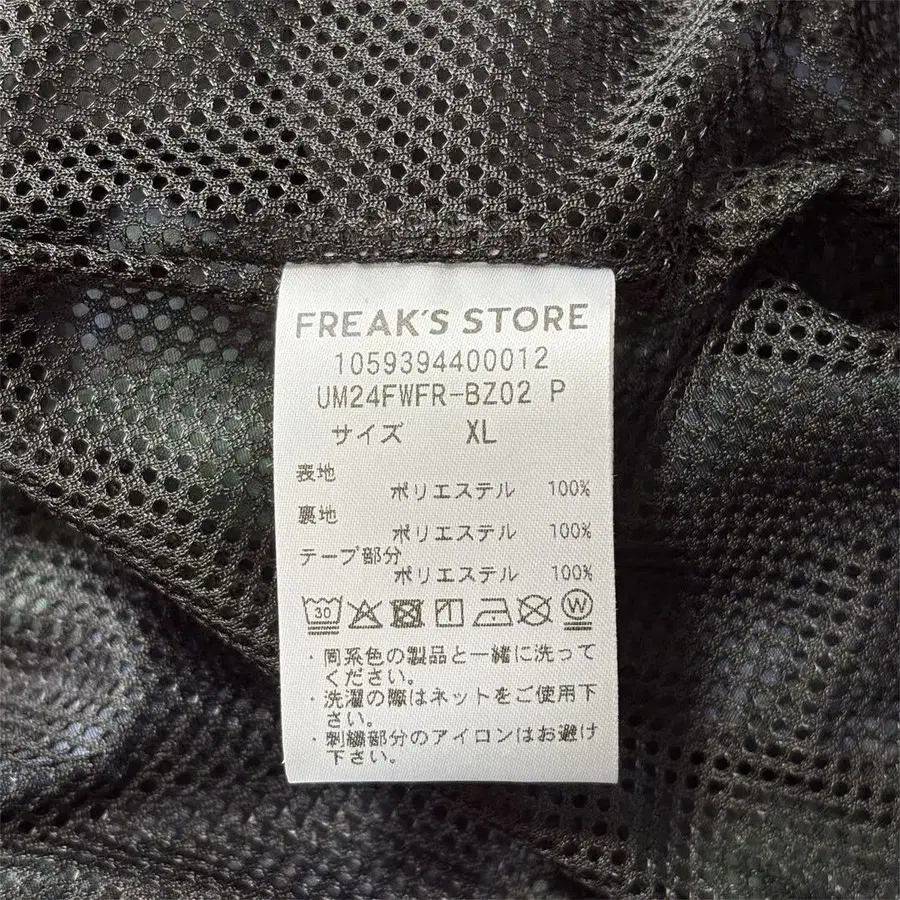 FREAK'S STORE
1059394400012
UM24FWFR-BZ02 P
サイズ XL
表地
ポリエステル 100%
裏地
ポリエステル 100%
テープ部分
ポリエステル 100%
30 W
・同系色の製品と一緒に洗って
ください。
・洗濯の際はネットをご使用下
さい。
・刺繍部分のアイロンはお避け
下さい。